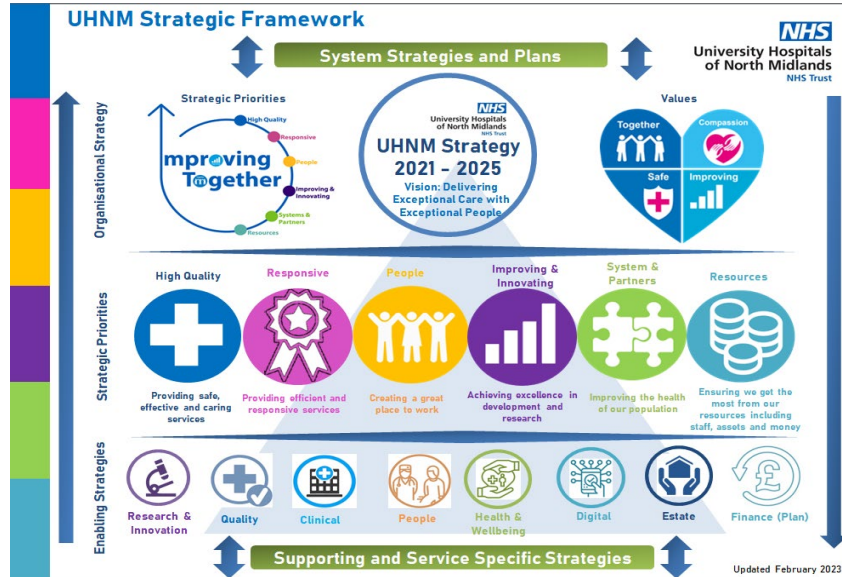 UHNM Strategic Framework
System Strategies and Plans
NHS
University Hospitals
of North Midlands
NHS Trust
Organisational Strategy
Strategic Priorities
High Quality
Responsive
People
Improving &
Innovating
Systems &
Partners
Resources
mproving
Together
NHS
University Hospitals
of North Midlands
NHS Trust
UHNM Strategy
2021 – 2025
Vision: Delivering
Exceptional Care with
Exceptional People
Values
Together
Compassion
Safe
Improving
Strategic Priorities
High Quality
Providing safe,
effective and caring
services
Responsive
Providing efficient and
responsive services
People
Creating a great
place to work
Improving &
Innovating
Achieving excellence in
development and
research
System &
Partners
Improving the health
of our population
Resources
Ensuring we get the
most from our
resources including
staff, assets and money
Enabling Strategies
Research &
Innovation
Quality
Clinical
People
Health &
Wellbeing
Digital
Estate
£
Finance (Plan)
Supporting and Service Specific Strategies
Updated February 2023